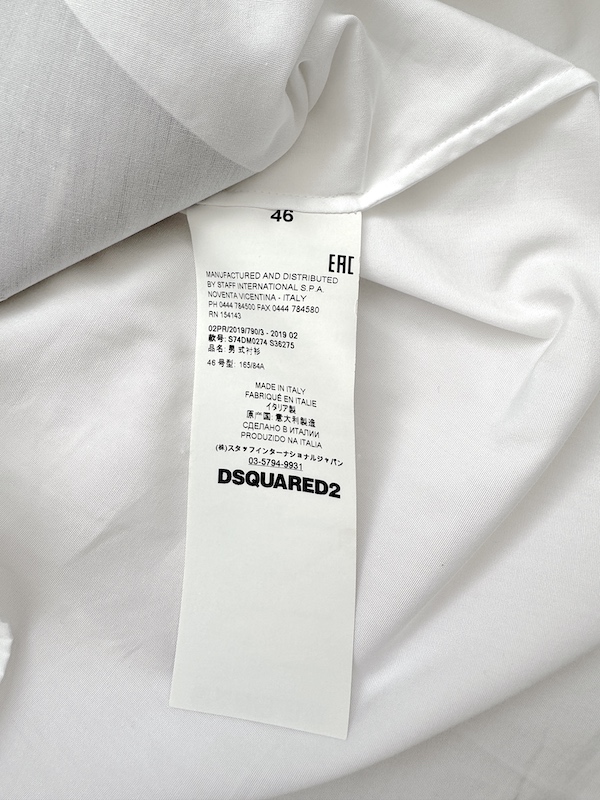 46
EAC
MANUFACTURED AND DISTRIBUTED
BY STAFF INTERNATIONAL S.P.A.
NOVENTA VICENTINA - ITALY
PH 0444 784500 FAX 0444 784580
RN 154143
02PR/2019/790/3 - 2019 02
款号: S74DM0274 S36275
品名: 男式衬衫
46 号型: 165/84A
MADE IN ITALY
FABRIQUÉ EN ITALIE
イタリア製
原产国: 意大利製造
СДЕЛАНО В ИТАЛИИ
PRODUZIDO NA ITALIA
(株)スタッフインターナショナルジャパン
03-5794-9931
DSQUARED2